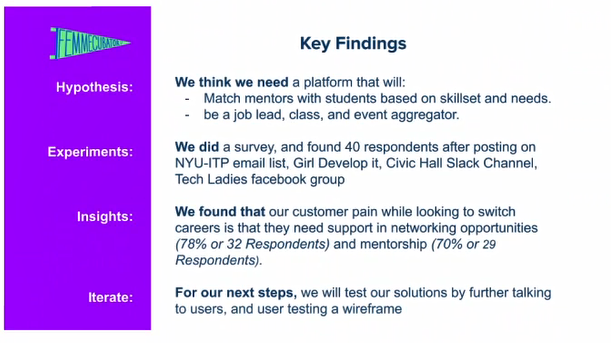 FEMMECUBATOR
Key Findings
Hypothesis:
We think we need a platform that will:
- Match mentors with students based on skillset and needs.
- be a job lead, class, and event aggregator.
Experiments:
We did a survey, and found 40 respondents after posting on
NYU-ITP email list, Girl Develop it, Civic Hall Slack Channel,
Tech Ladies facebook group
Insights:
We found that our customer pain while looking to switch
careers is that they need support in networking opportunities
(78% or 32 Respondents) and mentorship (70% or 29
Respondents).
Iterate:
For our next steps, we will test our solutions by further talking
to users, and user testing a wireframe